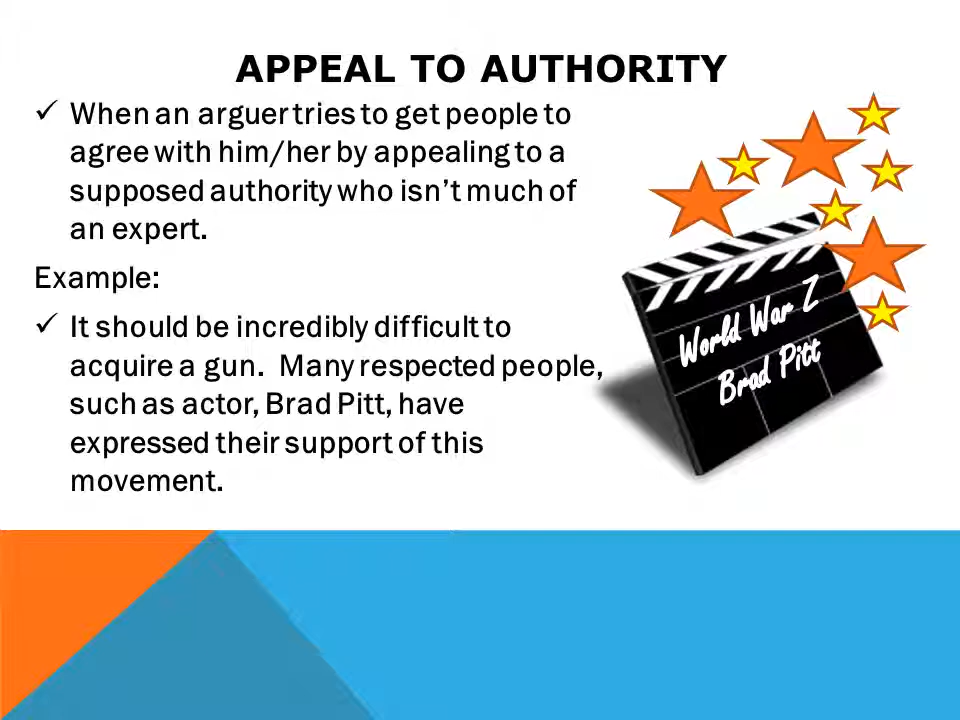 APPEAL TO AUTHORITY
✓ When an arguer tries to get people to
agree with him/her by appealing to a
supposed authority who isn’t much of
an expert.
Example:
✓ It should be incredibly difficult to
acquire a gun.  Many respected people,
such as actor, Brad Pitt, have
expressed their support of this
movement.
World War Z
Brad Pitt